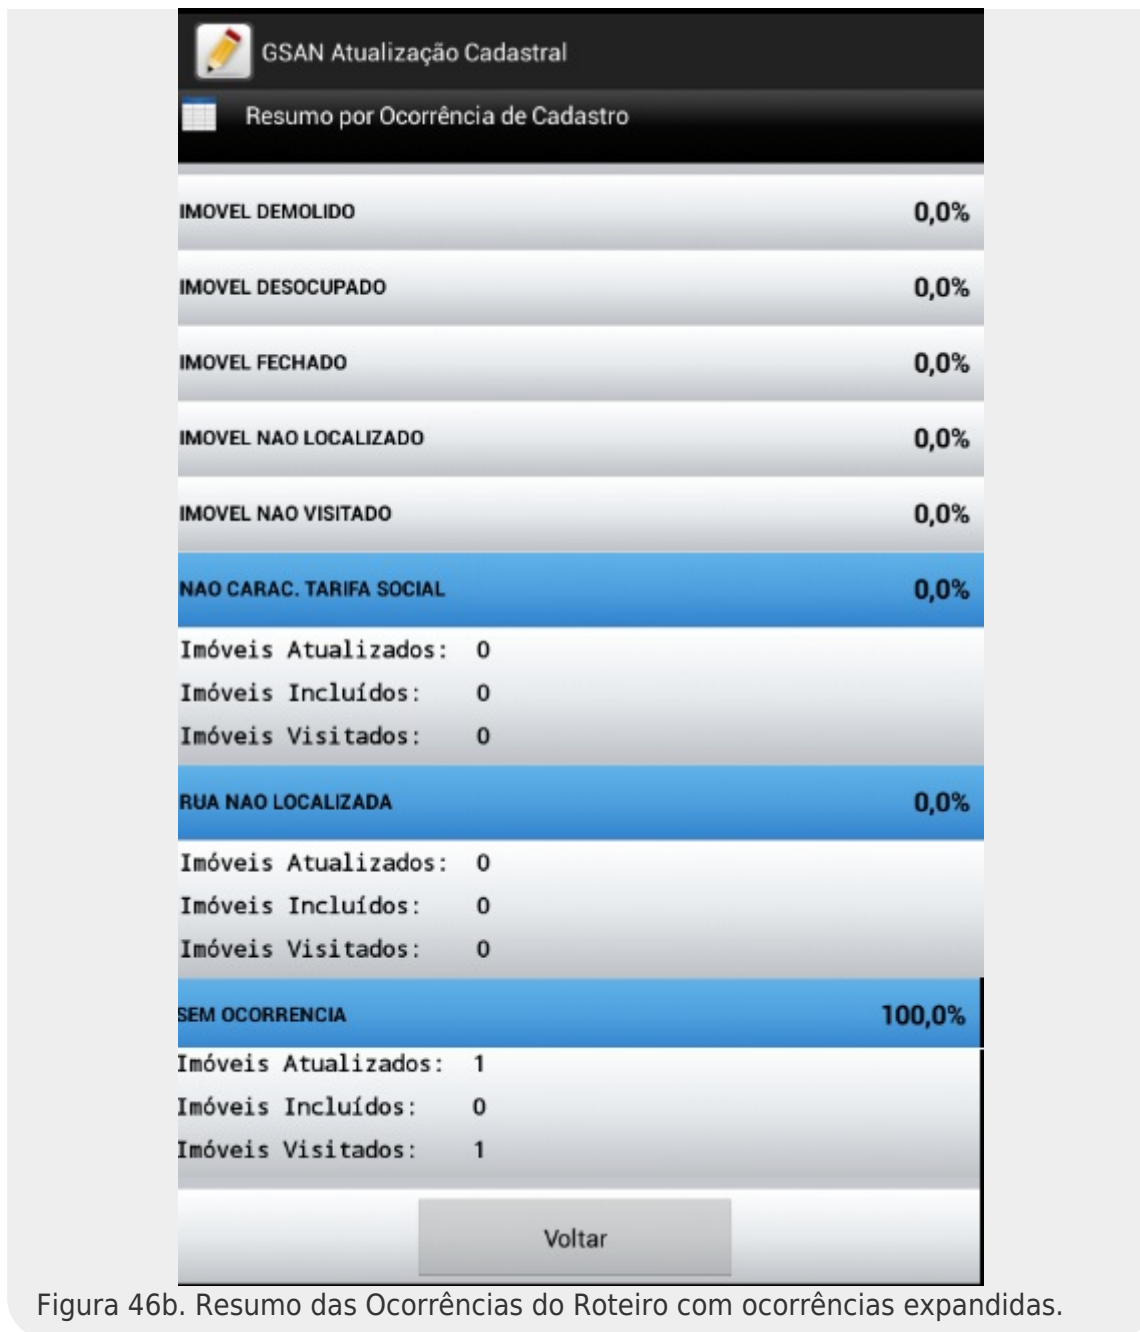 GSAN Atualização Cadastral
Resumo por Ocorrência de Cadastro
IMOVEL DEMOLIDO 0,0%
IMOVEL DESOCUPADO 0,0%
IMOVEL FECHADO 0,0%
IMOVEL NAO LOCALIZADO 0,0%
IMOVEL NAO VISITADO 0,0%
NAO CARAC. TARIFA SOCIAL 0,0%
Imóveis Atualizados: 0
Imóveis Incluídos: 0
Imóveis Visitados: 0
RUA NAO LOCALIZADA 0,0%
Imóveis Atualizados: 0
Imóveis Incluídos: 0
Imóveis Visitados: 0
SEM OCORRENCIA 100,0%
Imóveis Atualizados: 1
Imóveis Incluídos: 0
Imóveis Visitados: 1
Voltar
Figura 46b. Resumo das Ocorrências do Roteiro com ocorrências expandidas.